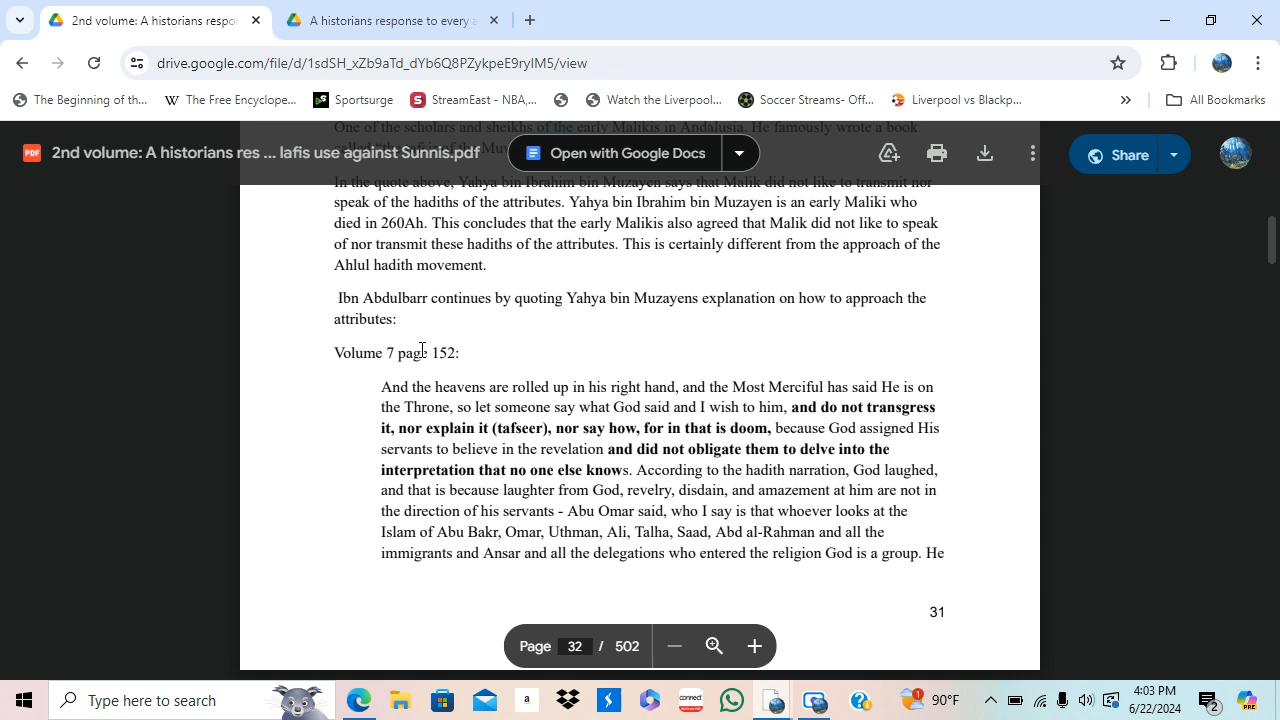 2nd volume: A historians respo
A historians response to every a
drive.google.com/file/d/1sdSH_xZb9aTd_dYb6Q8PZykpeE9rylM5/view
The Beginning of th...
The Free Encyclope...
Sportsurge
StreamEast - NBA,...
Watch the Liverpool...
Soccer Streams- Off...
Liverpool vs Blackp...
All Bookmarks
One of the scholars and sheikhs of the early Malikis in Andalusia. He famously wrote a book
PDF
2nd volume: A historians res ... lafis use against Sunnis.pdf
Open with Google Docs
Share
In the quote above, Yahya bin Ibrahim bin Muzayen says that Malik did not like to transmit nor
speak of the hadiths of the attributes. Yahya bin Ibrahim bin Muzayen is an early Maliki who
died in 260Ah. This concludes that the early Malikis also agreed that Malik did not like to speak
of nor transmit these hadiths of the attributes. This is certainly different from the approach of the
Ahlul hadith movement.
Ibn Abdulbarr continues by quoting Yahya bin Muzayens explanation on how to approach the
attributes:
Volume 7 page 152:
And the heavens are rolled up in his right hand, and the Most Merciful has said He is on
the Throne, so let someone say what God said and I wish to him, and do not transgress
it, nor explain it (tafseer), nor say how, for in that is doom, because God assigned His
servants to believe in the revelation and did not obligate them to delve into the
interpretation that no one else knows. According to the hadith narration, God laughed,
and that is because laughter from God, revelry, disdain, and amazement at him are not in
the direction of his servants - Abu Omar said, who I say is that whoever looks at the
Islam of Abu Bakr, Omar, Uthman, Ali, Talha, Saad, Abd al-Rahman and all the
immigrants and Ansar and all the delegations who entered the religion God is a group. He
31
Page 32 / 502
Type here to search
a
connect
90°F
4:03 PM
6/22/2024
2
PRE